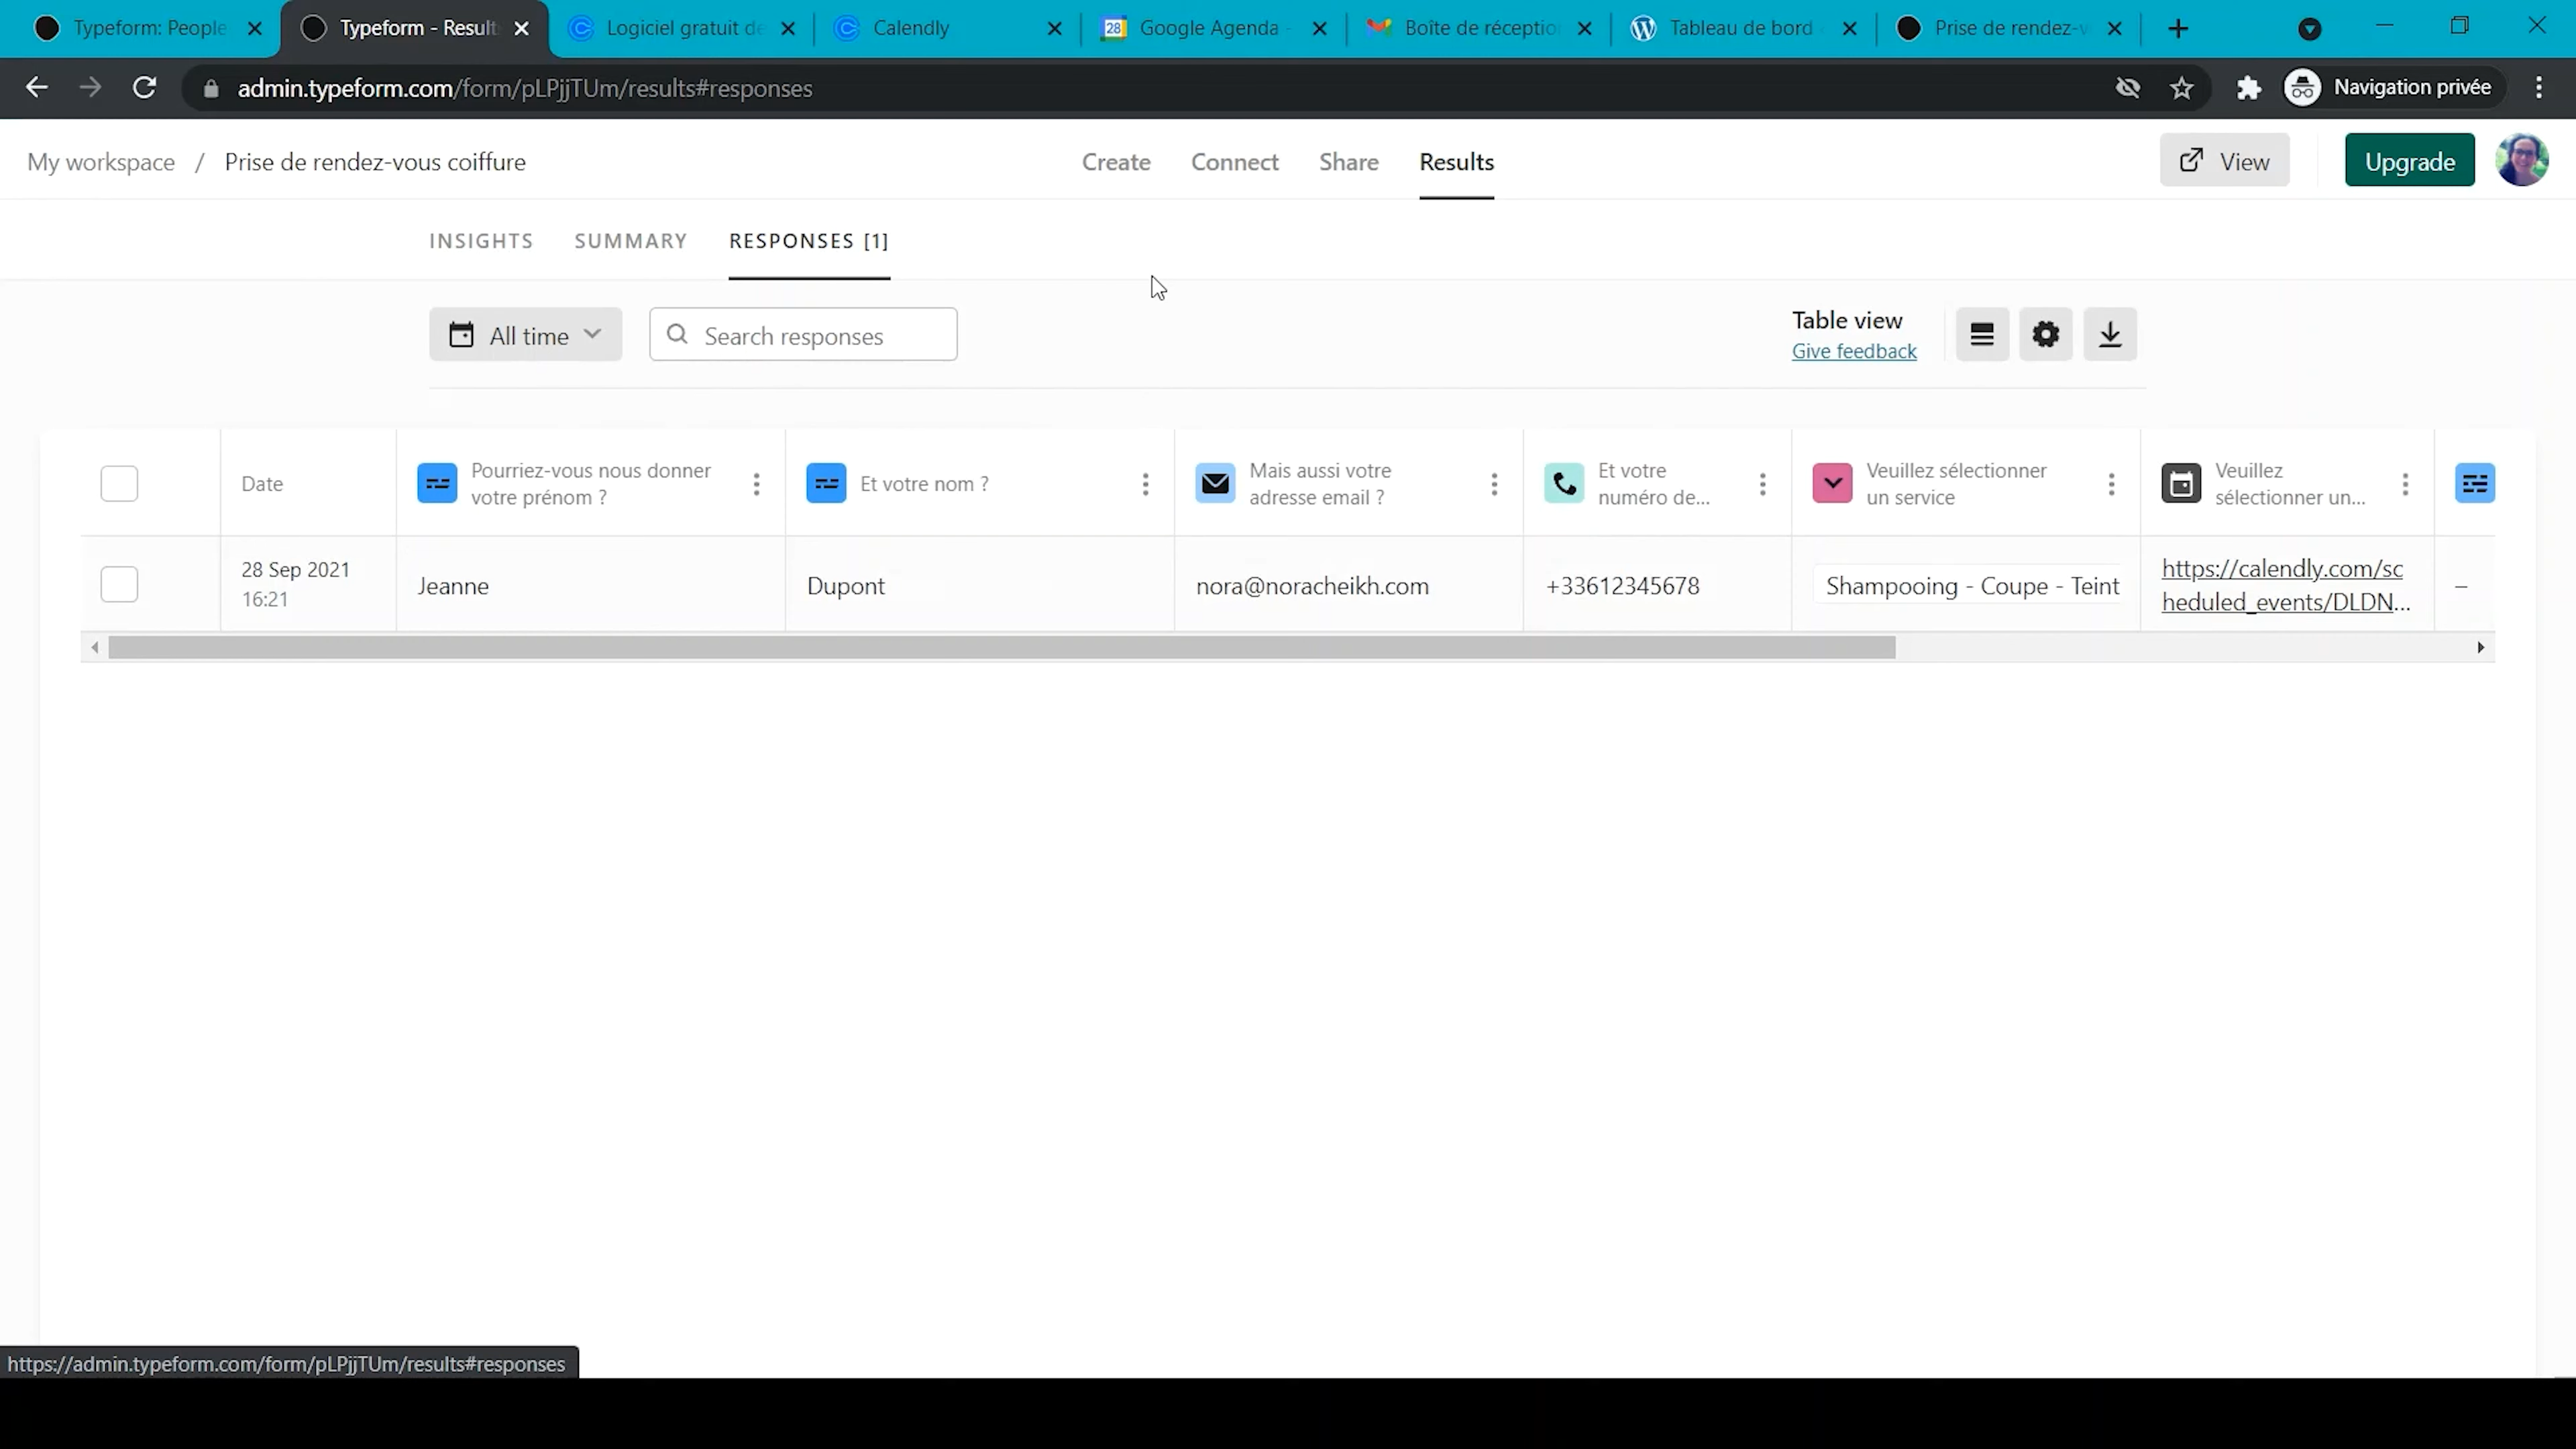 Typeform: People
Typeform - Result
Logiciel gratuit de
Calendly
28
Google Agenda -
Boîte de réception
Tableau de bord
Prise de rendez-v
admin.typeform.com/form/pLPjjTUm/results#responses
Navigation privée
My workspace / Prise de rendez-vous coiffure
Create
Connect
Share
Results
View
Upgrade
INSIGHTS
SUMMARY
RESPONSES [1]
All time
Search responses
Table view
Give feedback
Date
Pourriez-vous nous donner
votre prénom ?
Et votre nom ?
Mais aussi votre
adresse email ?
Et votre
numéro de...
Veuillez sélectionner
un service
Veuillez
sélectionner un...
28 Sep 2021
16:21
Jeanne
Dupont
nora@noracheikh.com
+33612345678
Shampooing - Coupe - Teint
https://calendly.com/sc
heduled_events/DLDN...
–
https://admin.typeform.com/form/pLPjjTUm/results#responses